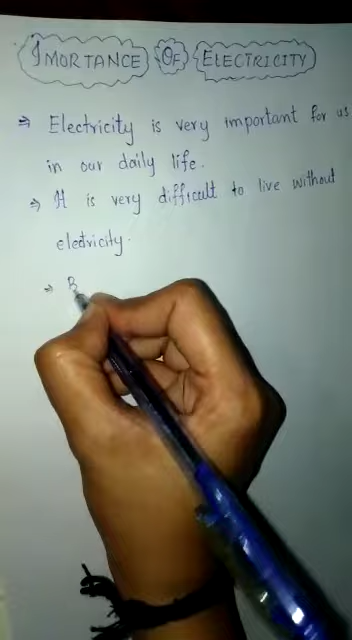 IMORTANCE OF ELECTRICITY
⇒ Electricity is very important for us
in our daily life.
⇒ It is very difficult to live without
electricity.
⇒ B